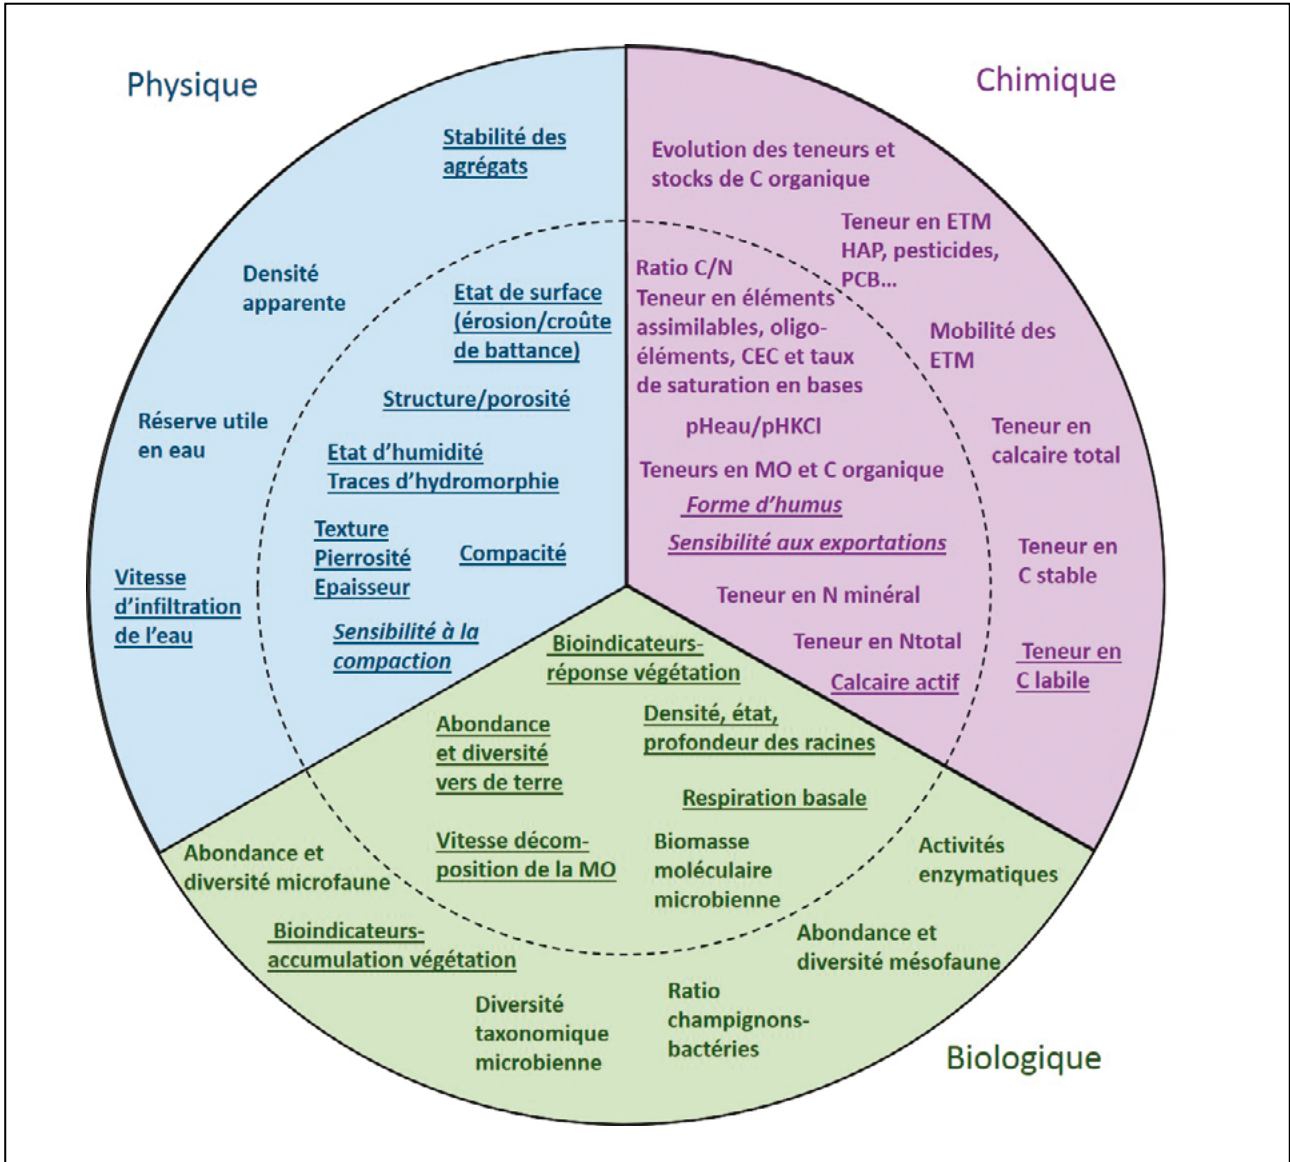 Physique
Stabilité des
agrégats
Densité
apparente
Etat de surface
(érosion/croûte
de battance)
Structure/porosité
Réserve utile
en eau
Etat d'humidité
Traces d'hydromorphie
Texture
Pierrosité
Epaisseur
Compacité
Vitesse
d'infiltration
de l'eau
Sensibilité à la
compaction
Chimique
Evolution des teneurs et
stocks de C organique
Teneur en ETM
HAP, pesticides,
PCB...
Ratio C/N
Teneur en éléments
assimilables, oligo-
éléments, CEC et taux
de saturation en bases
Mobilité des
ETM
pHeau/pHKCl
Teneur en
calcaire total
Teneurs en MO et C organique
Forme d'humus
Sensibilité aux exportations
Teneur en
C stable
Teneur en N minéral
Teneur en Ntotal
Calcaire actif
Teneur en
C labile
Bioindicateurs-
réponse végétation
Abondance
et diversité
vers de terre
Densité, état,
profondeur des racines
Respiration basale
Vitesse décom-
position de la MO
Biomasse
moléculaire
microbienne
Activités
enzymatiques
Abondance et
diversité microfaune
Bioindicateurs-
accumulation végétation
Abondance et
diversité mésofaune
Diversité
taxonomique
microbienne
Ratio
champignons-
bactéries
Biologique